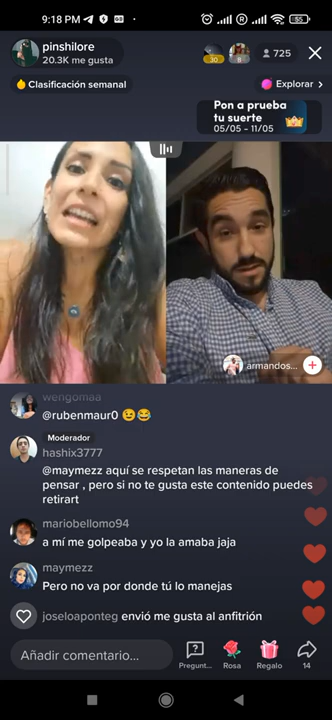 9:18 PM
55
pinshilore
20.3K me gusta
30
8
725
Clasificación semanal
Explorar
Pon a prueba
tu suerte
05/05 - 11/05
armandos...
wengomaa
@rubenmaur0
Moderador
hashix3777
@maymezz aquí se respetan las maneras de
pensar , pero si no te gusta este contenido puedes
retirart
mariobellomo94
a mí me golpeaba y yo la amaba jaja
maymezz
Pero no va por donde tú lo manejas
joseloaponteg envió me gusta al anfitrión
Añadir comentario...
Pregunt...
Rosa
Regalo
14